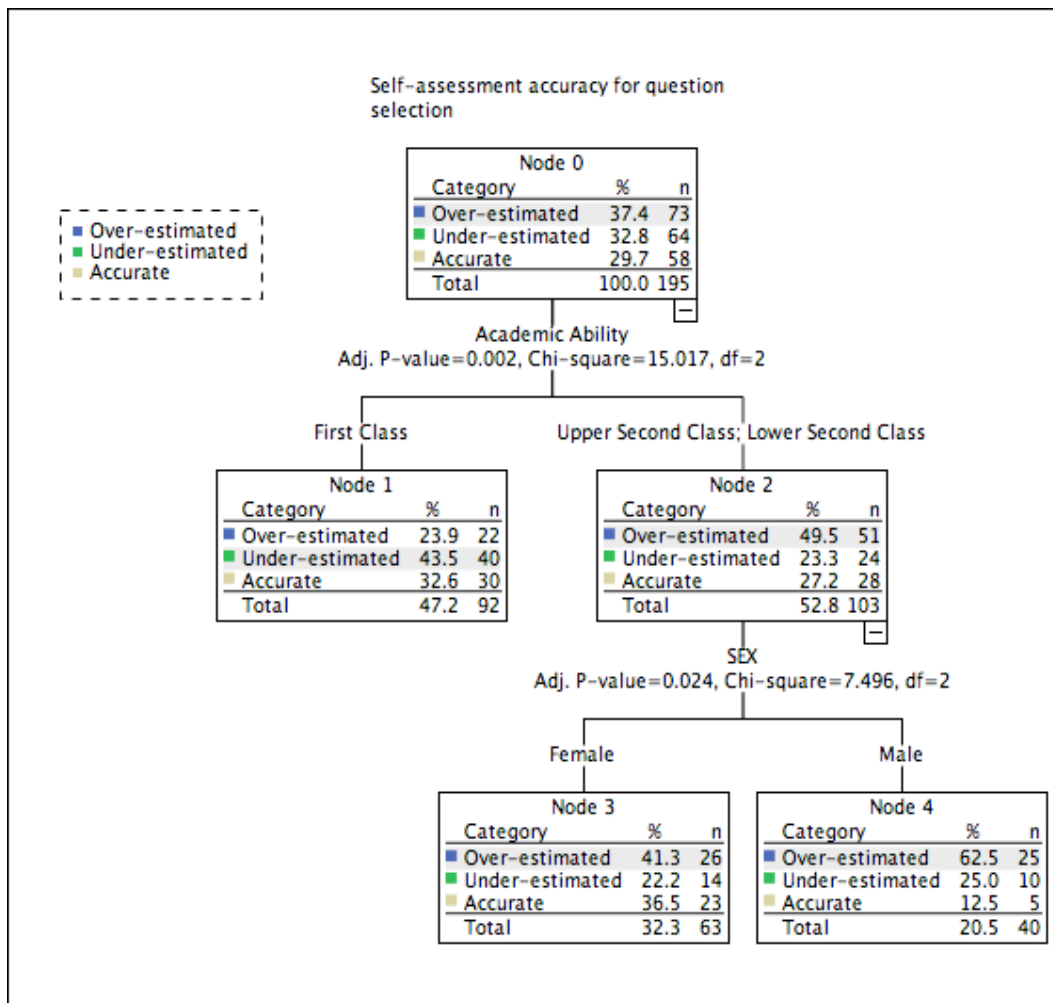 Self-assessment accuracy for question
selection
Over-estimated
Under-estimated
Accurate
Node 0
Category % n
Over-estimated 37.4 73
Under-estimated 32.8 64
Accurate 29.7 58
Total 100.0 195
Academic Ability
Adj. P-value=0.002, Chi-square=15.017, df=2
First Class
Upper Second Class; Lower Second Class
Node 1
Category % n
Over-estimated 23.9 22
Under-estimated 43.5 40
Accurate 32.6 30
Total 47.2 92
Node 2
Category % n
Over-estimated 49.5 51
Under-estimated 23.3 24
Accurate 27.2 28
Total 52.8 103
SEX
Adj. P-value=0.024, Chi-square=7.496, df=2
Female
Male
Node 3
Category % n
Over-estimated 41.3 26
Under-estimated 22.2 14
Accurate 36.5 23
Total 32.3 63
Node 4
Category % n
Over-estimated 62.5 25
Under-estimated 25.0 10
Accurate 12.5 5
Total 20.5 40